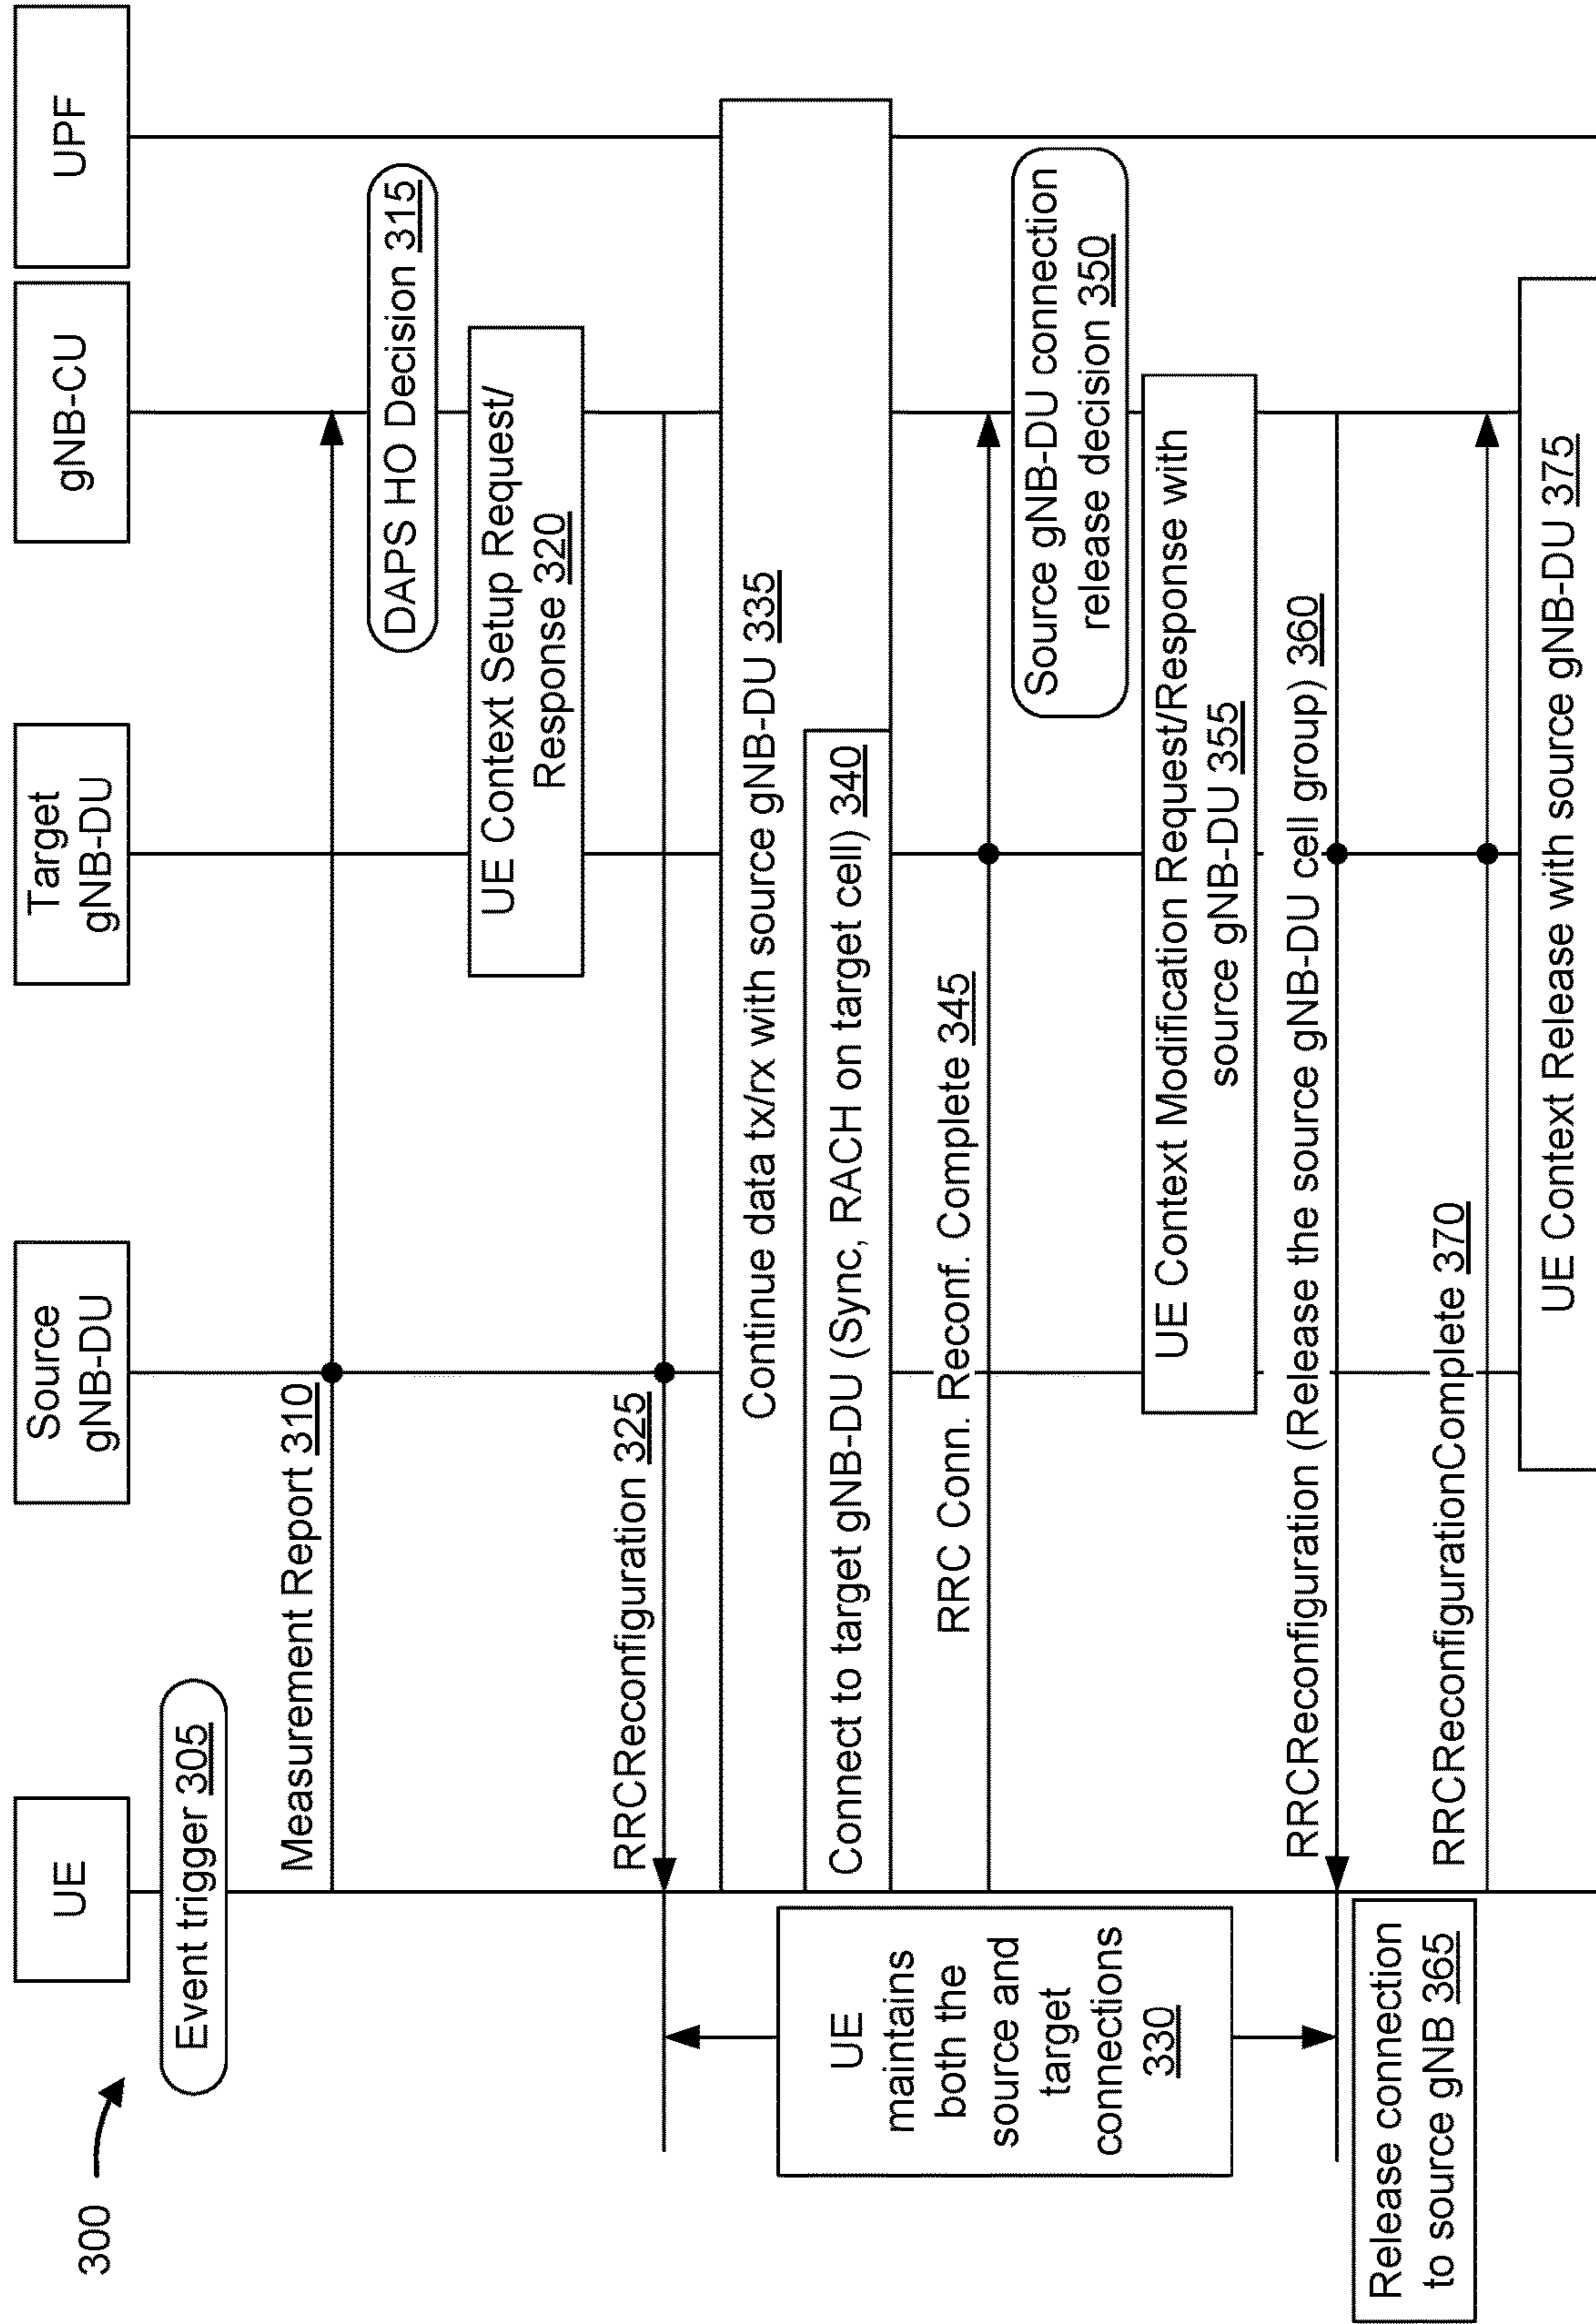 300
UE
Source
gNB-DU
Target
gNB-DU
gNB-CU
UPF
Event trigger 305
Measurement Report 310
DAPS HO Decision 315
UE Context Setup Request/
Response 320
RRCReconfiguration 325
UE
maintains
both the
source and
target
connections
330
Continue data tx/rx with source gNB-DU 335
Connect to target gNB-DU (Sync, RACH on target cell) 340
RRC Conn. Reconf. Complete 345
Source gNB-DU connection
release decision 350
UE Context Modification Request/Response with
source gNB-DU 355
RRCReconfiguration (Release the source gNB-DU cell group) 360
Release connection
to source gNB 365
RRCReconfigurationComplete 370
UE Context Release with source gNB-DU 375